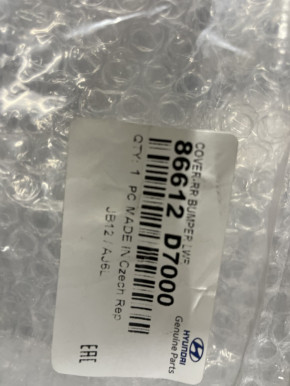 COVER-RR BUMPER,LWR
86612 D7000
QTY: 1 PC MADE IN Czech Rep
JB12 / AJ6L
HYUNDAI
Genuine Parts
EAC